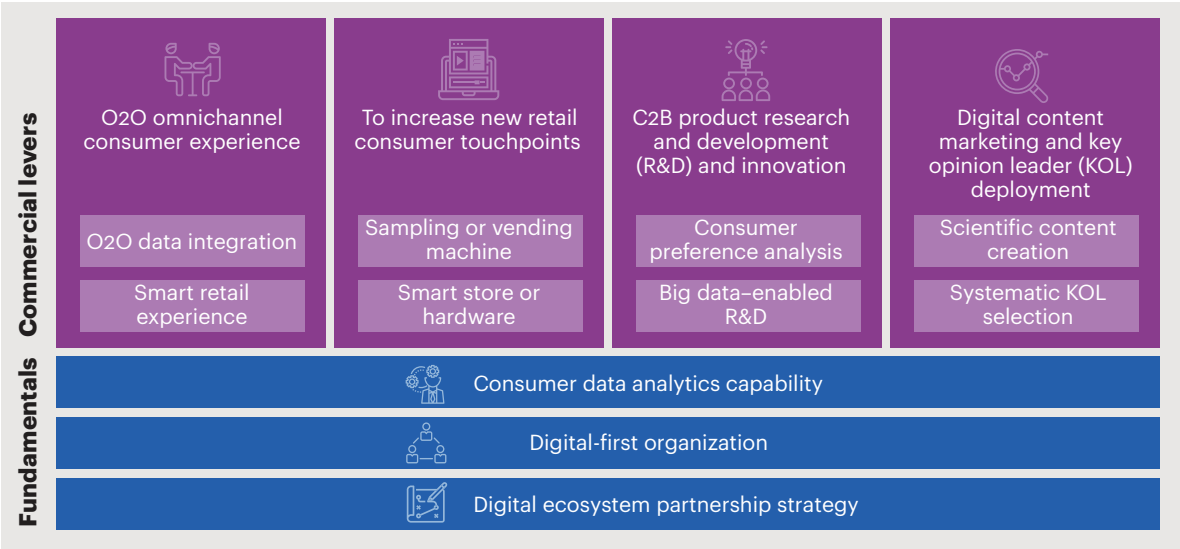 Commercial levers
O2O omnichannel
consumer experience
O2O data integration
Smart retail
experience
To increase new retail
consumer touchpoints
Sampling or vending
machine
Smart store or
hardware
C2B product research
and development
(R&D) and innovation
Consumer
preference analysis
Big data–enabled
R&D
Digital content
marketing and key
opinion leader (KOL)
deployment
Scientific content
creation
Systematic KOL
selection
Fundamentals
Consumer data analytics capability
Digital-first organization
Digital ecosystem partnership strategy